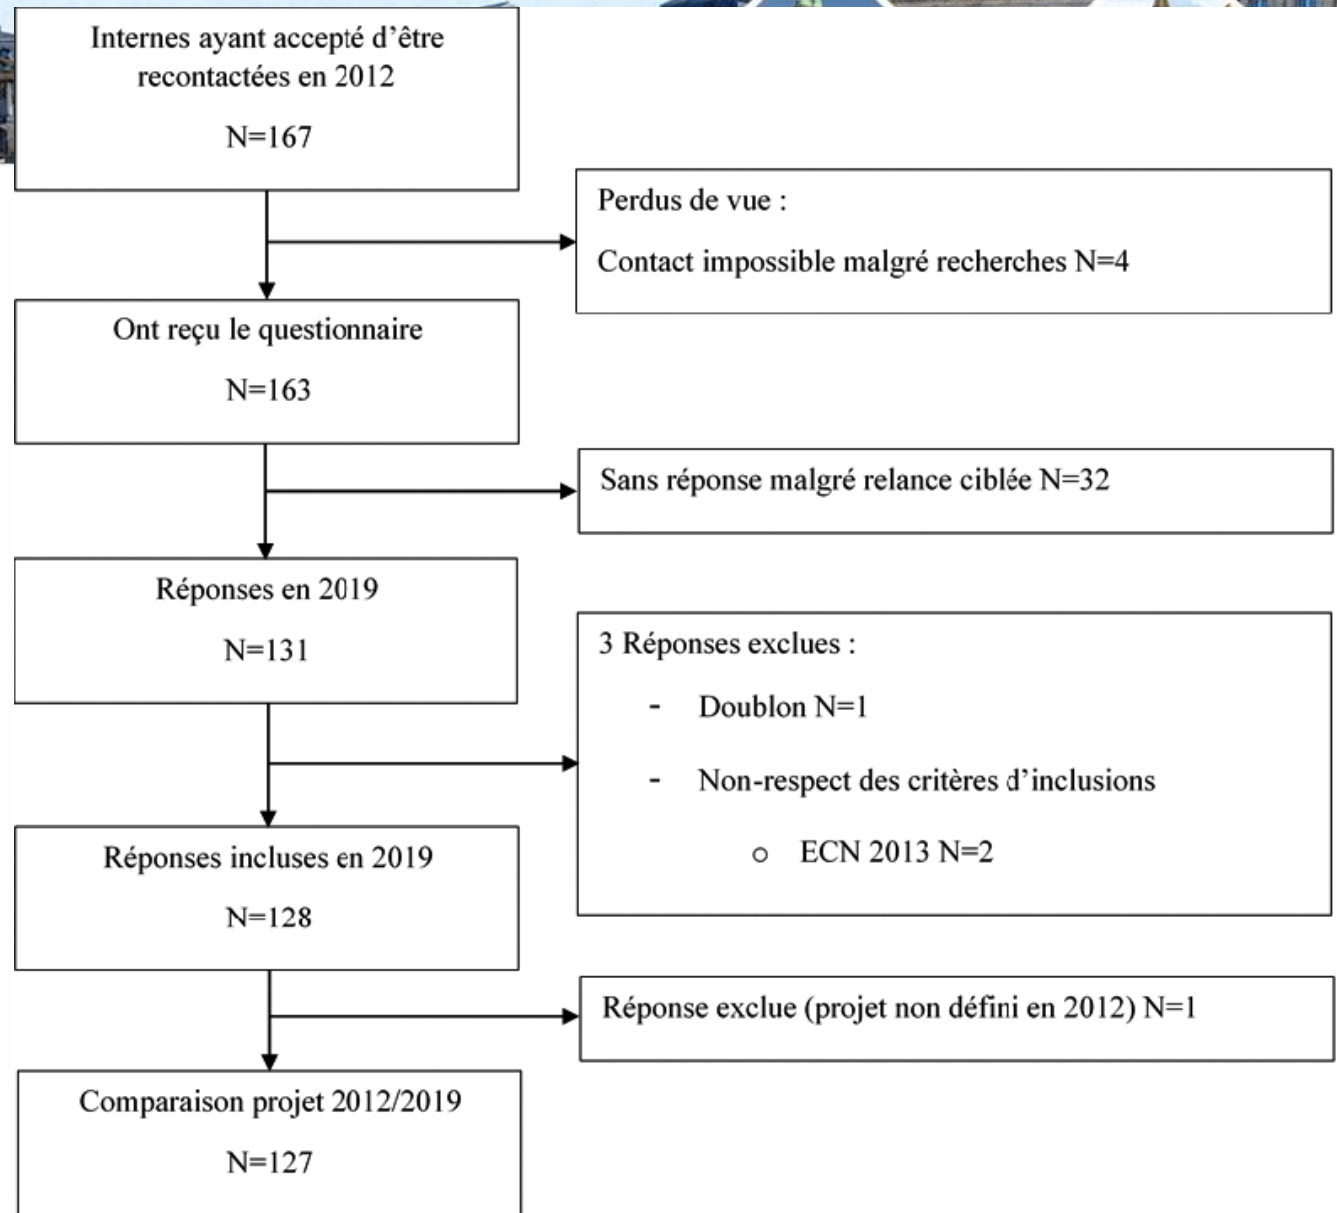 Internes ayant accepté d'être
recontactées en 2012
N=167
Perdus de vue :
Contact impossible malgré recherches N=4
Ont reçu le questionnaire
N=163
Sans réponse malgré relance ciblée N=32
Réponses en 2019
N=131
3 Réponses exclues :
- Doublon N=1
- Non-respect des critères d'inclusions
o ECN 2013 N=2
Réponses incluses en 2019
N=128
Réponse exclue (projet non défini en 2012) N=1
Comparaison projet 2012/2019
N=127